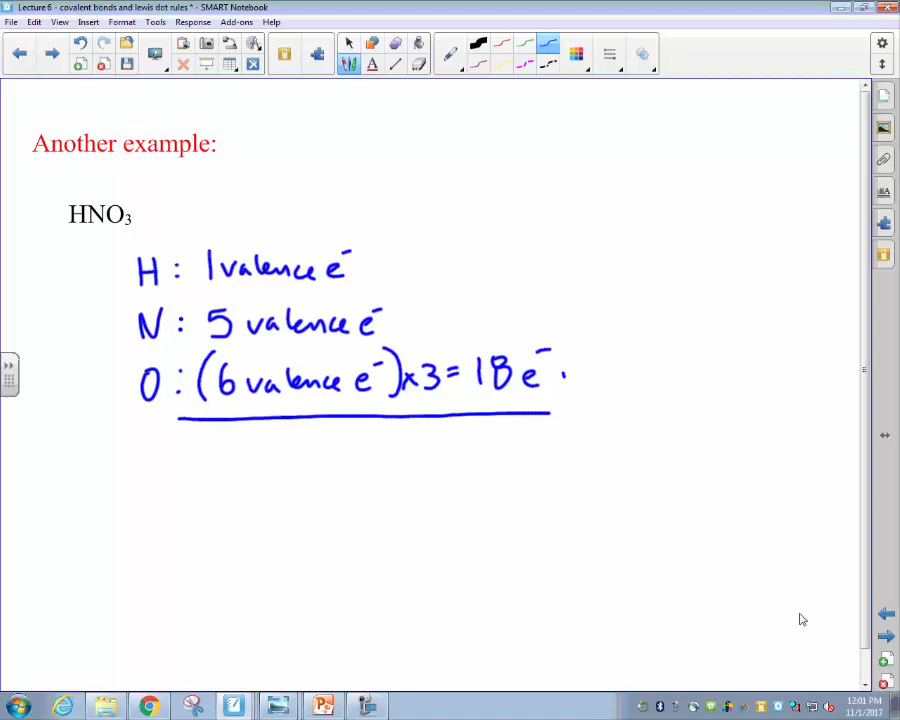 Lecture 6 - covalent bonds and lewis dot rules * - SMART Notebook
File Edit View Insert Format Tools Response Add-ons Help
Another example:
HNO₃
H : 1 valence e⁻
N : 5 valence e⁻
O : (6 valence e⁻)x3 = 18 e⁻ .
12:01 PM
11/1/2017